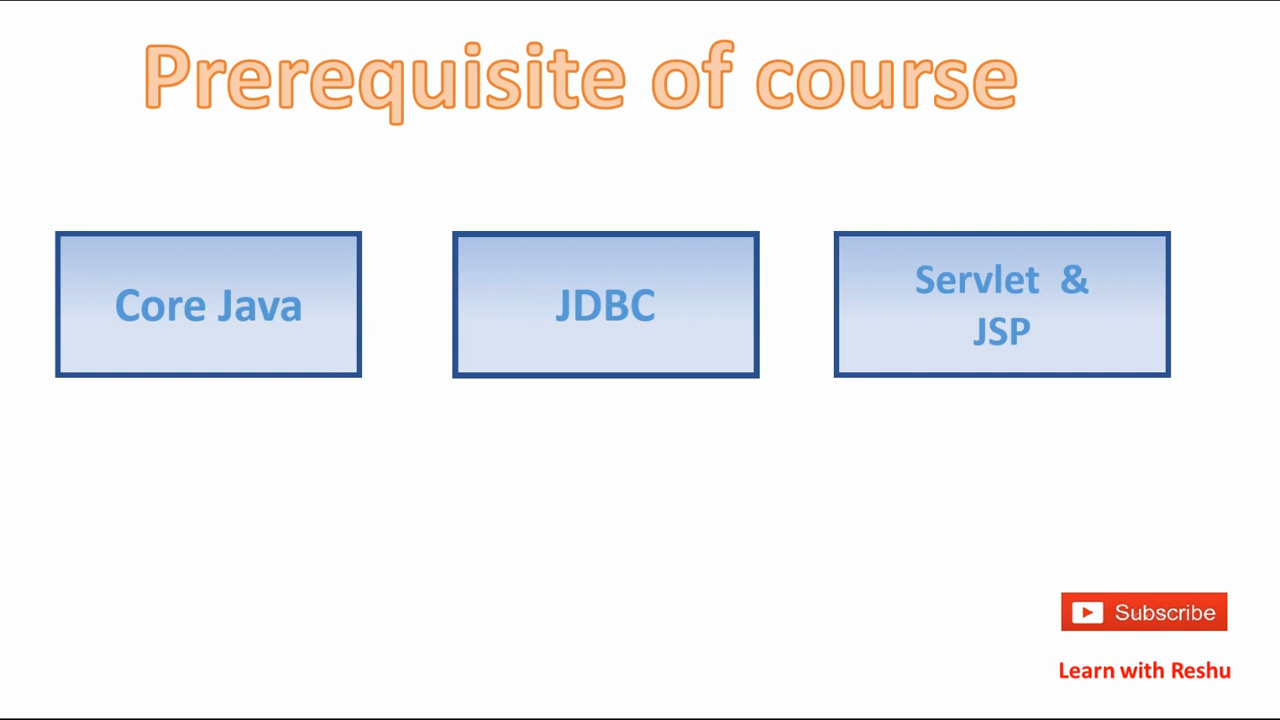 Prerequisite of course
Core Java
JDBC
Servlet &
JSP
Subscribe
Learn with Reshu